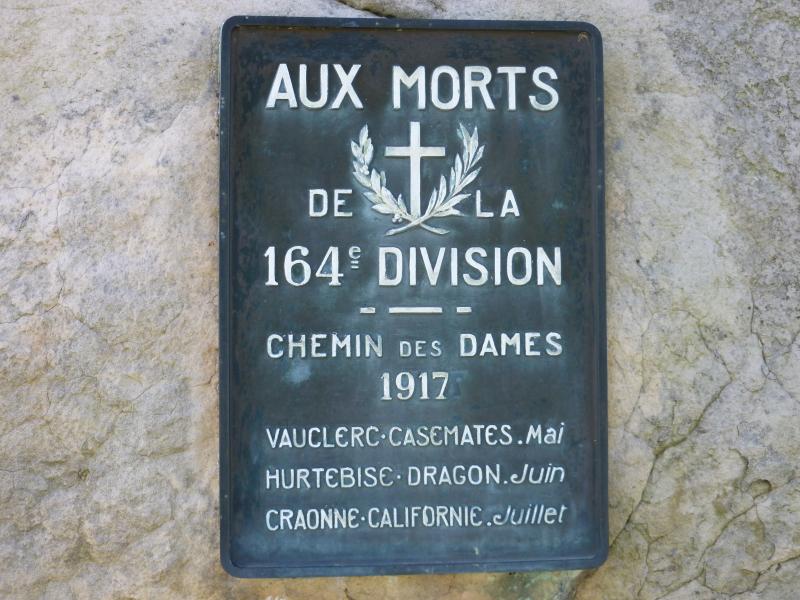 AUX MORTS
DE LA
164e DIVISION
CHEMIN DES DAMES
1917
VAUCLERC·CASEMATES. Mai
HURTEBISE·DRAGON. Juin
CRAONNE·CALIFORNIE. Juillet